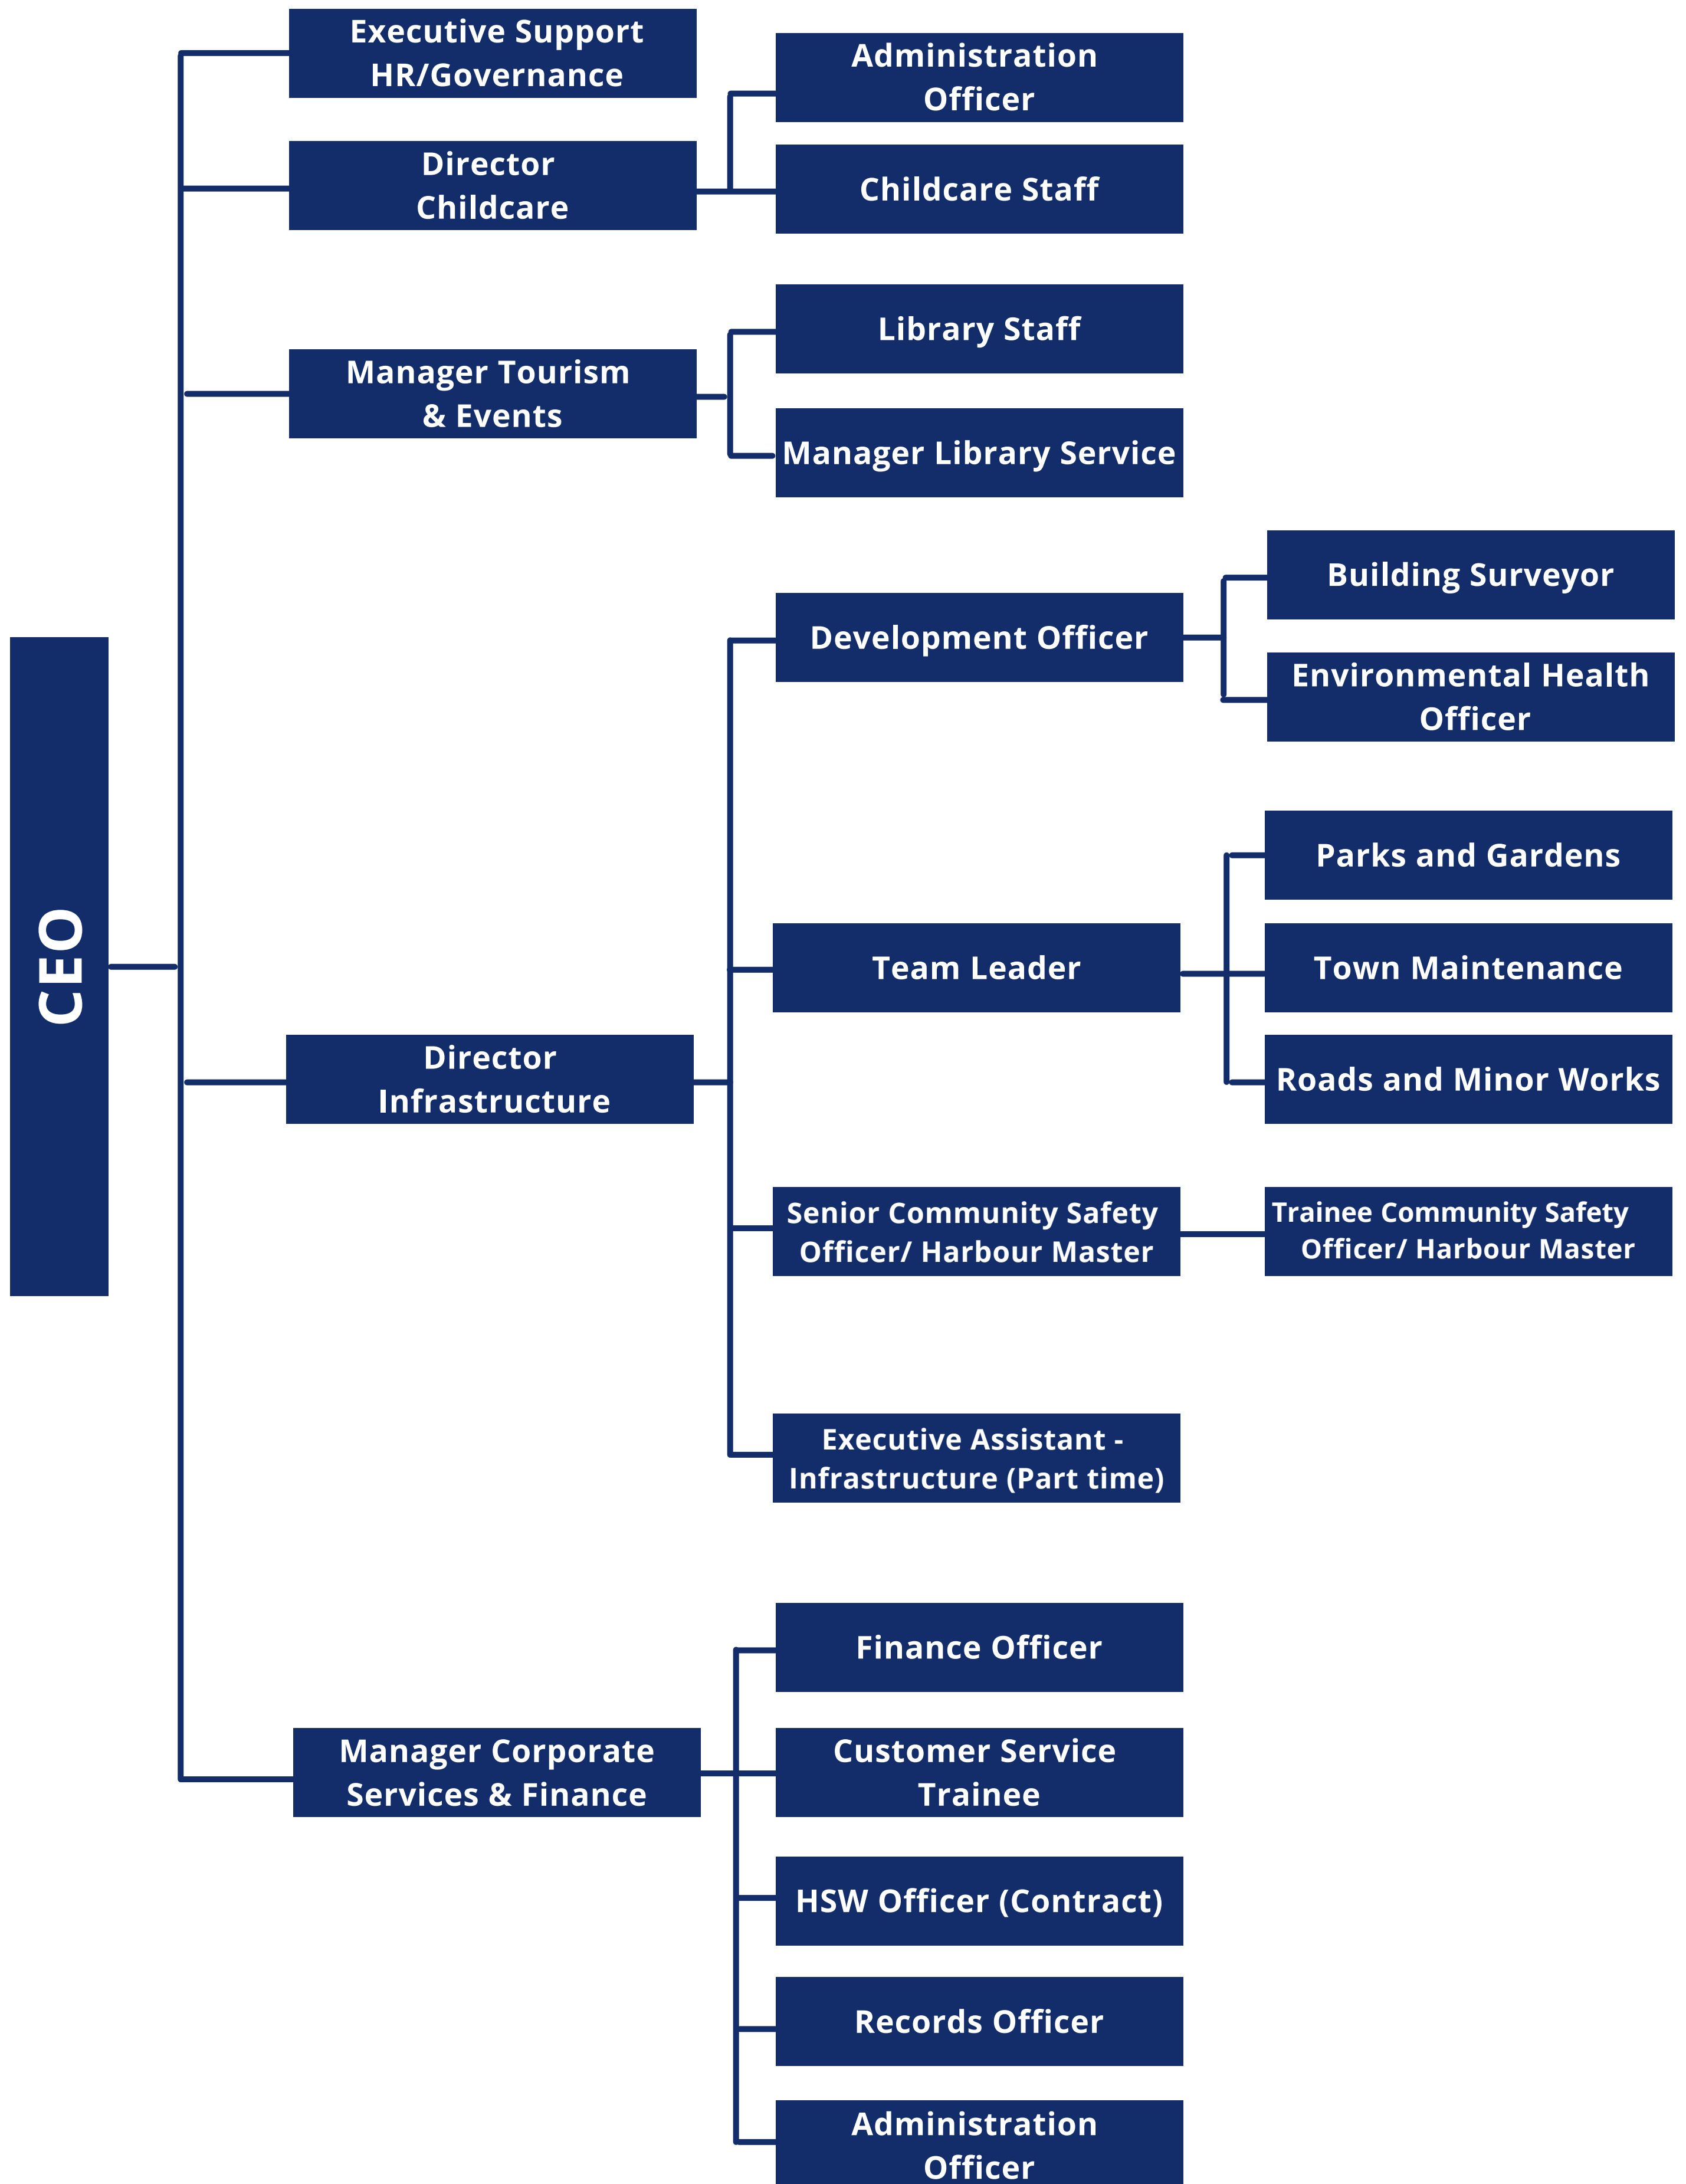 Executive Support
HR/Governance
Administration
Officer
Director
Childcare
Childcare Staff
Library Staff
Manager Tourism
& Events
Manager Library Service
Building Surveyor
Development Officer
Environmental Health
Officer
Parks and Gardens
CEO
Team Leader
Town Maintenance
Director
Infrastructure
Roads and Minor Works
Senior Community Safety
Officer/ Harbour Master
Trainee Community Safety
Officer/ Harbour Master
Executive Assistant -
Infrastructure (Part time)
Finance Officer
Manager Corporate
Services & Finance
Customer Service
Trainee
HSW Officer (Contract)
Records Officer
Administration
Officer